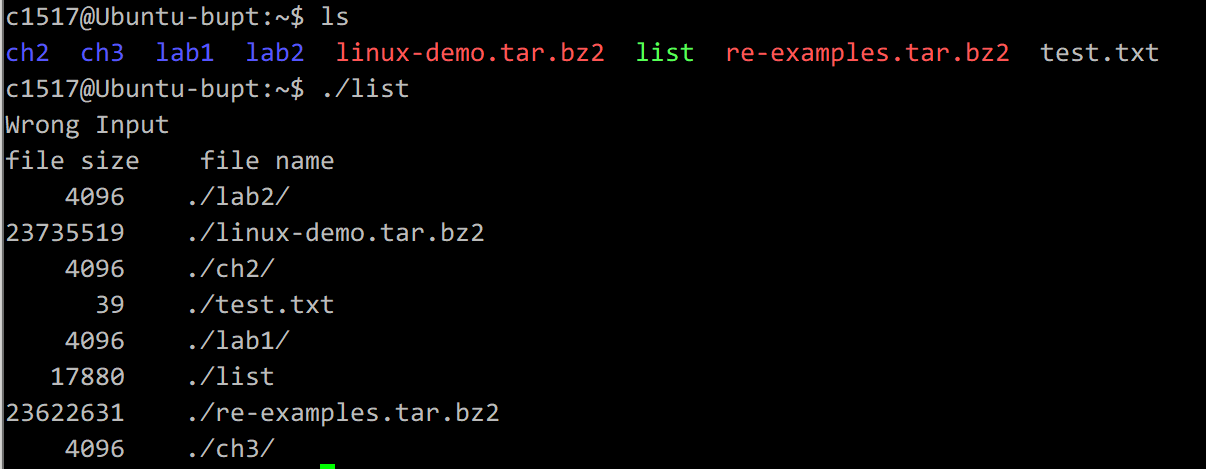 c1517@Ubuntu-bupt:~$ ls
ch2  ch3  lab1  lab2  linux-demo.tar.bz2  list  re-examples.tar.bz2  test.txt
c1517@Ubuntu-bupt:~$ ./list
Wrong Input
file size    file name
    4096    ./lab2/
23735519    ./linux-demo.tar.bz2
    4096    ./ch2/
      39    ./test.txt
    4096    ./lab1/
   17880    ./list
23622631    ./re-examples.tar.bz2
    4096    ./ch3/